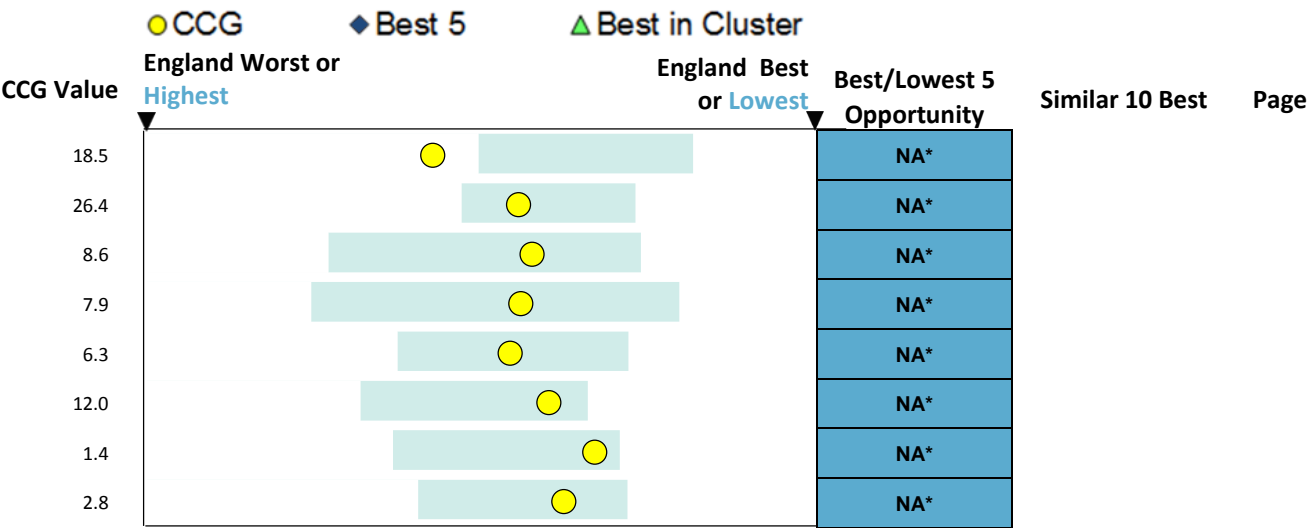 CCG Best 5 Best in Cluster
CCG Value
England Worst or
Highest
England Best
or Lowest
Best/Lowest 5
Opportunity
Similar 10 Best
Page
18.5 NA*
26.4 NA*
8.6 NA*
7.9 NA*
6.3 NA*
12.0 NA*
1.4 NA*
2.8 NA*